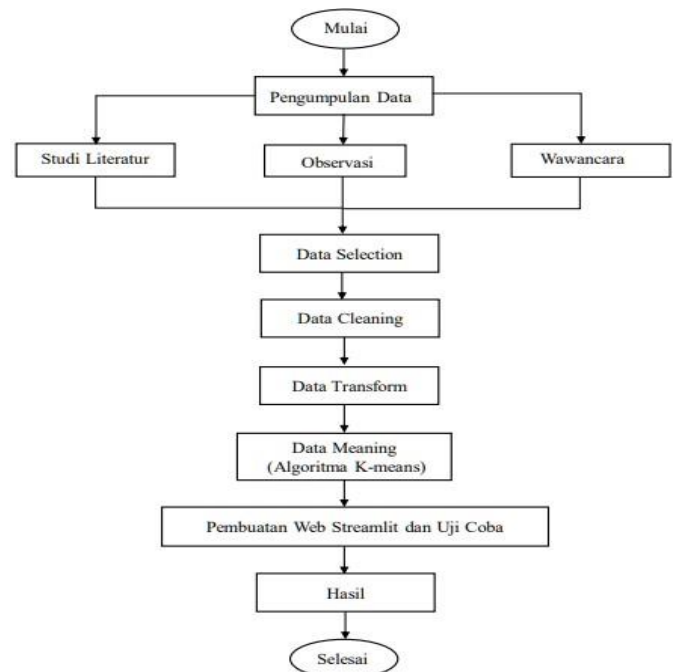 Mulai
Pengumpulan Data
Studi Literatur
Observasi
Wawancara
Data Selection
Data Cleaning
Data Transform
Data Meaning
(Algoritma K-means)
Pembuatan Web Streamlit dan Uji Coba
Hasil
Selesai